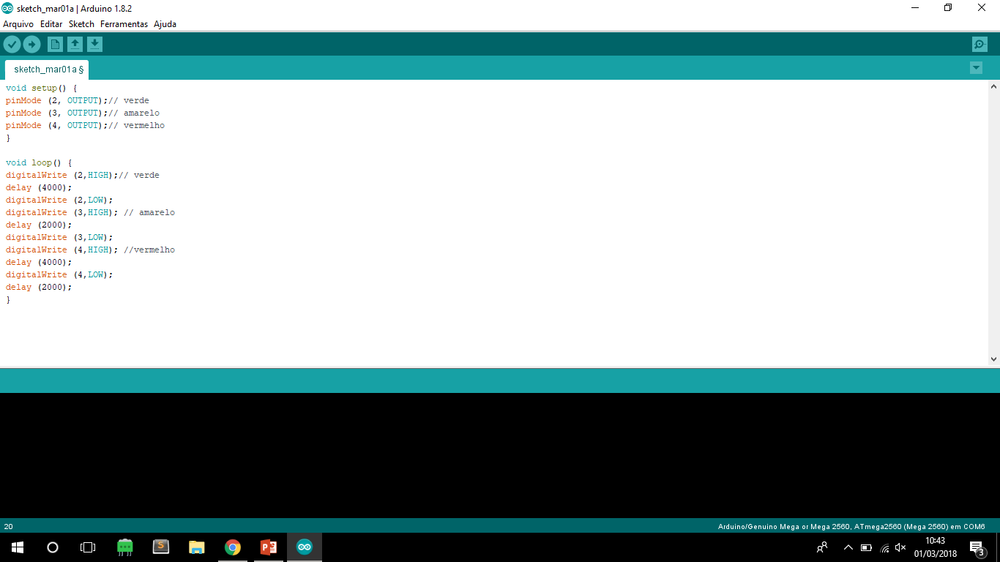 sketch_mar01a | Arduino 1.8.2
Arquivo Editar Sketch Ferramentas Ajuda
sketch_mar01a §
void setup() {
pinMode (2, OUTPUT);// verde
pinMode (3, OUTPUT);// amarelo
pinMode (4, OUTPUT);// vermelho
}
void loop() {
digitalWrite (2,HIGH);// verde
delay (4000);
digitalWrite (2,LOW);
digitalWrite (3,HIGH); // amarelo
delay (2000);
digitalWrite (3,LOW);
digitalWrite (4,HIGH); //vermelho
delay (4000);
digitalWrite (4,LOW);
delay (2000);
}
20 Arduino/Genuino Mega or Mega 2560, ATmega2560 (Mega 2560) em COM6
10:43
01/03/2018
3